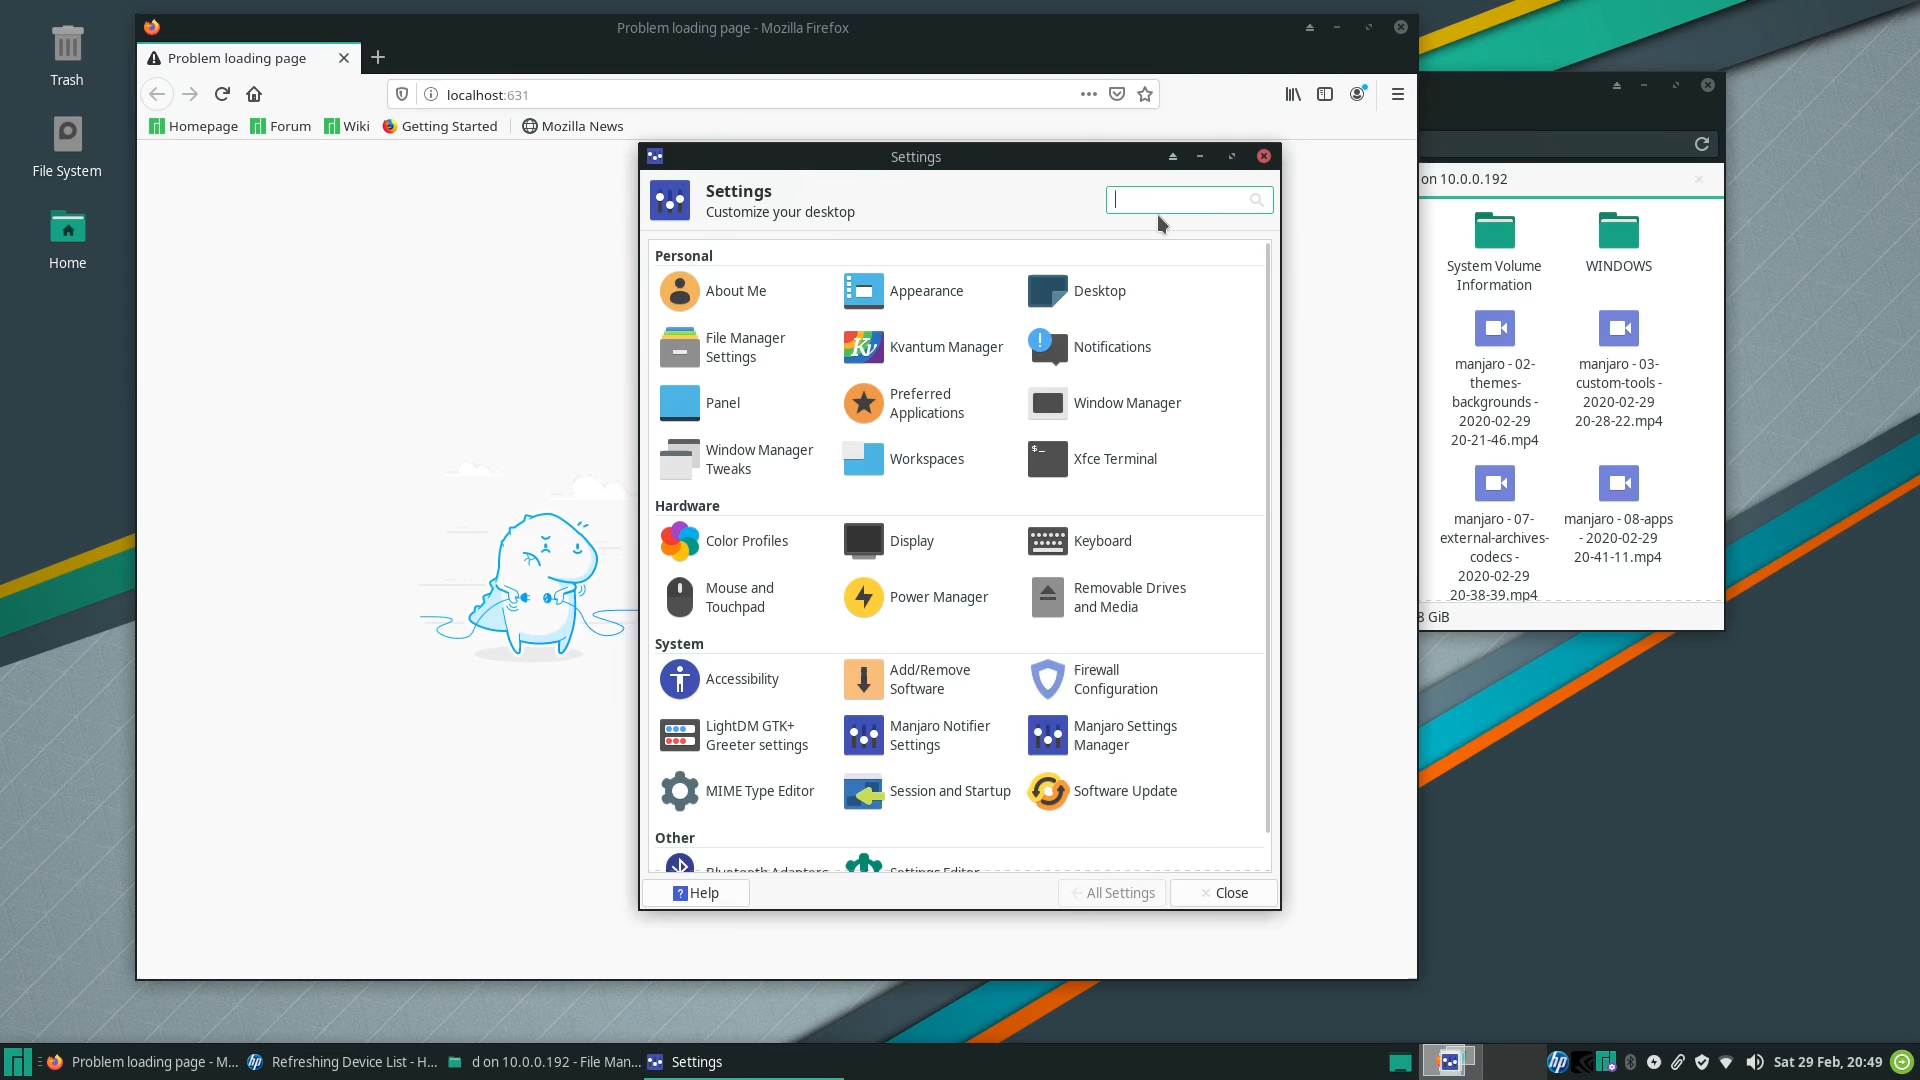 Trash
File System
Home
Problem loading page - Mozilla Firefox
Problem loading page
localhost:631
Homepage
Forum
Wiki
Getting Started
Mozilla News
Settings
Settings
Customize your desktop
Personal
About Me
Appearance
Desktop
File Manager
Settings
Kvantum Manager
Notifications
Panel
Preferred
Applications
Window Manager
Window Manager
Tweaks
Workspaces
Xfce Terminal
Hardware
Color Profiles
Display
Keyboard
Mouse and
Touchpad
Power Manager
Removable Drives
and Media
System
Accessibility
Add/Remove
Software
Firewall
Configuration
LightDM GTK+
Greeter settings
Manjaro Notifier
Settings
Manjaro Settings
Manager
MIME Type Editor
Session and Startup
Software Update
Other
Bluetooth Adapters
Settings Editor
Help
All Settings
Close
on 10.0.0.192
System Volume
Information
WINDOWS
manjaro - 02-
themes-
backgrounds -
2020-02-29
20-21-46.mp4
manjaro - 03-
custom-tools -
2020-02-29
20-28-22.mp4
manjaro - 07-
external-archives-
codecs -
2020-02-29
20-38-39.mp4
manjaro - 08-apps
- 2020-02-29
20-41-11.mp4
8 GiB
Problem loading page - M...
Refreshing Device List - H...
d on 10.0.0.192 - File Man...
Settings
Sat 29 Feb, 20:49